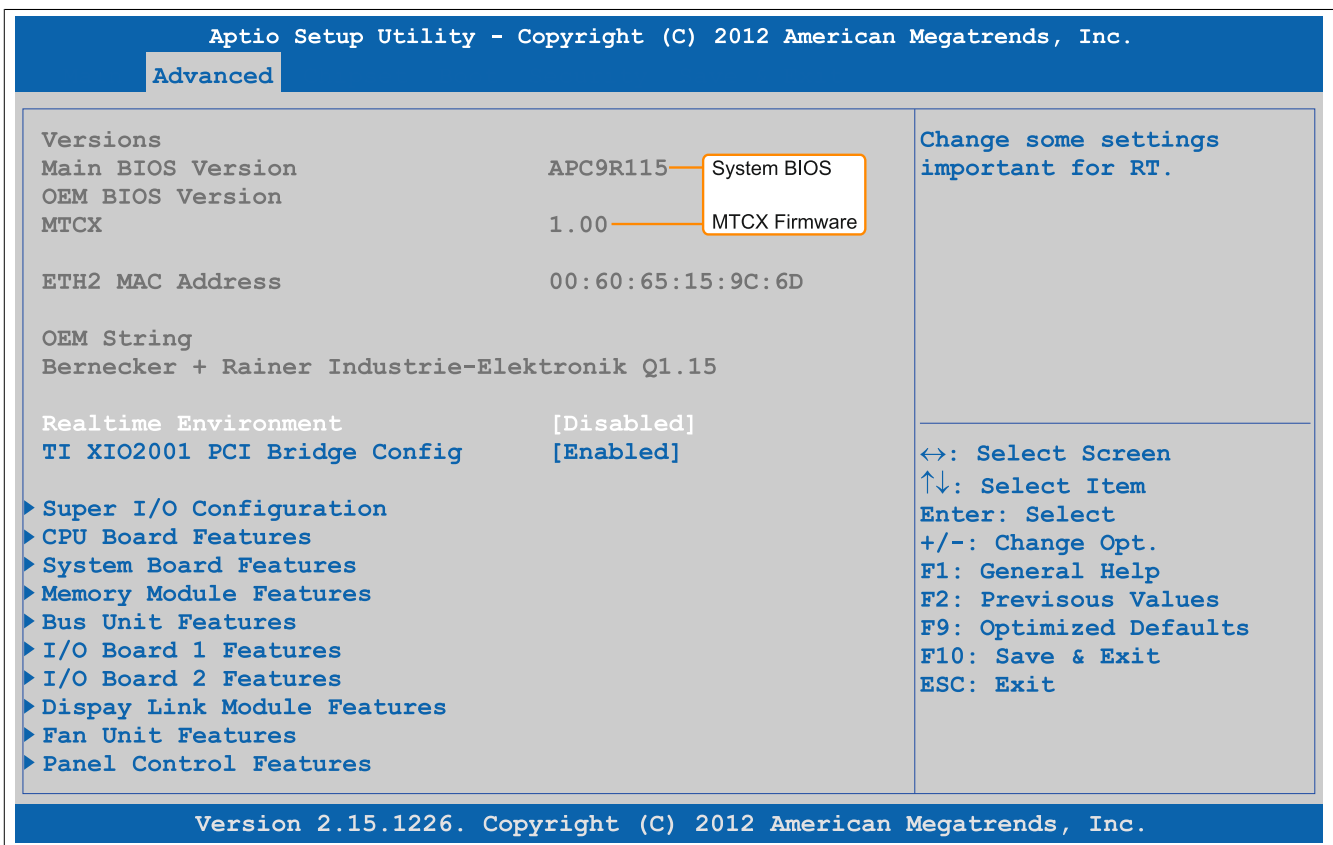 Aptio Setup Utility - Copyright (C) 2012 American Megatrends, Inc.
Advanced
Versions
Main BIOS Version APC9R115 System BIOS
OEM BIOS Version
MTCX 1.00 MTCX Firmware
ETH2 MAC Address 00:60:65:15:9C:6D
OEM String
Bernecker + Rainer Industrie-Elektronik Q1.15
Realtime Environment [Disabled]
TI XIO2001 PCI Bridge Config [Enabled]
Super I/O Configuration
CPU Board Features
System Board Features
Memory Module Features
Bus Unit Features
I/O Board 1 Features
I/O Board 2 Features
Dispay Link Module Features
Fan Unit Features
Panel Control Features
Change some settings
important for RT.
↔: Select Screen
↑↓: Select Item
Enter: Select
+/-: Change Opt.
F1: General Help
F2: Previsous Values
F9: Optimized Defaults
F10: Save & Exit
ESC: Exit
Version 2.15.1226. Copyright (C) 2012 American Megatrends, Inc.